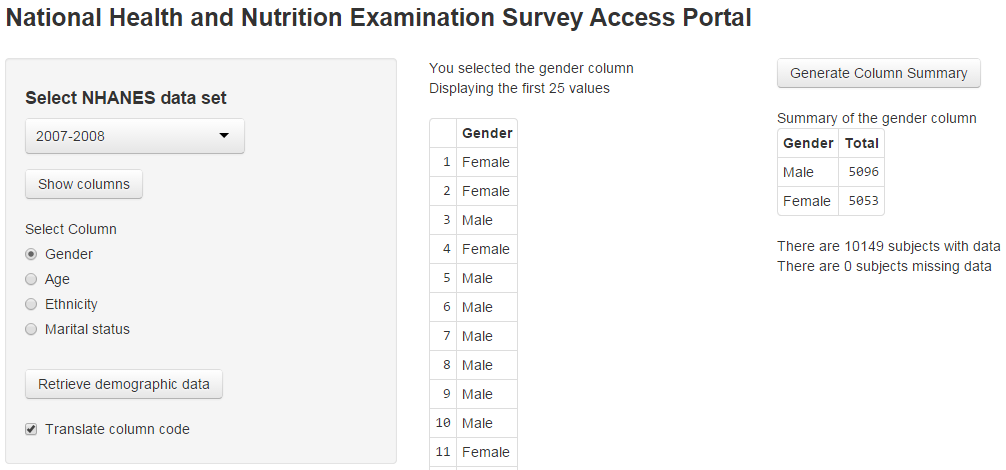 National Health and Nutrition Examination Survey Access Portal
Select NHANES data set
2007-2008
Show columns
Select Column
Gender
Age
Ethnicity
Marital status
Retrieve demographic data
Translate column code
You selected the gender column
Displaying the first 25 values
Gender
1 Female
2 Female
3 Male
4 Female
5 Male
6 Male
7 Male
8 Male
9 Male
10 Male
11 Female
Generate Column Summary
Summary of the gender column
Gender Total
Male 5096
Female 5053
There are 10149 subjects with data
There are 0 subjects missing data